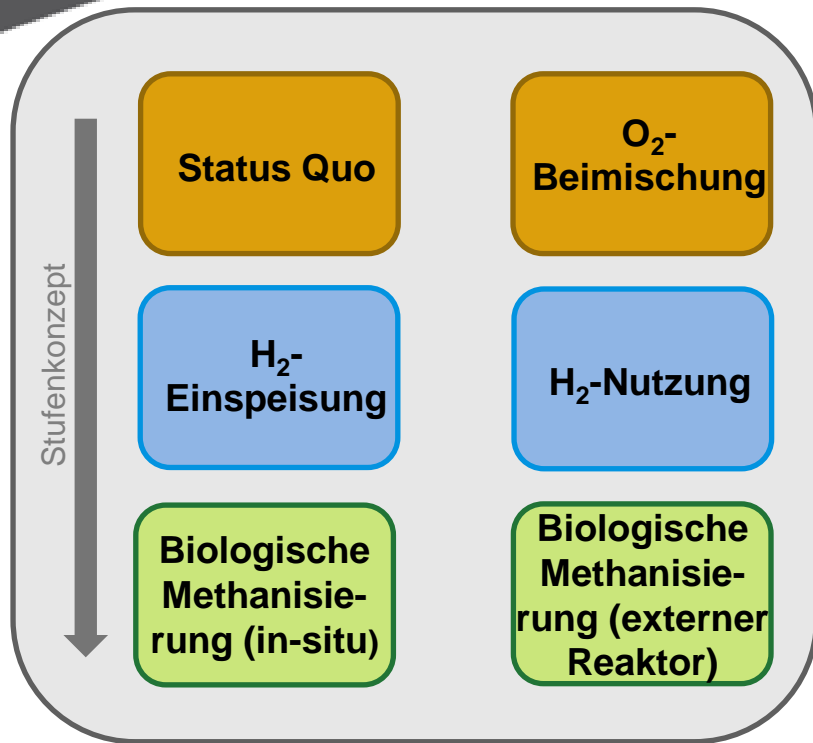 Stufenkonzept
Status Quo
O₂-
Beimischung
H₂-
Einspeisung
H₂-Nutzung
Biologische
Methanisie-
rung (in-situ)
Biologische
Methanisie-
rung (externer
Reaktor)